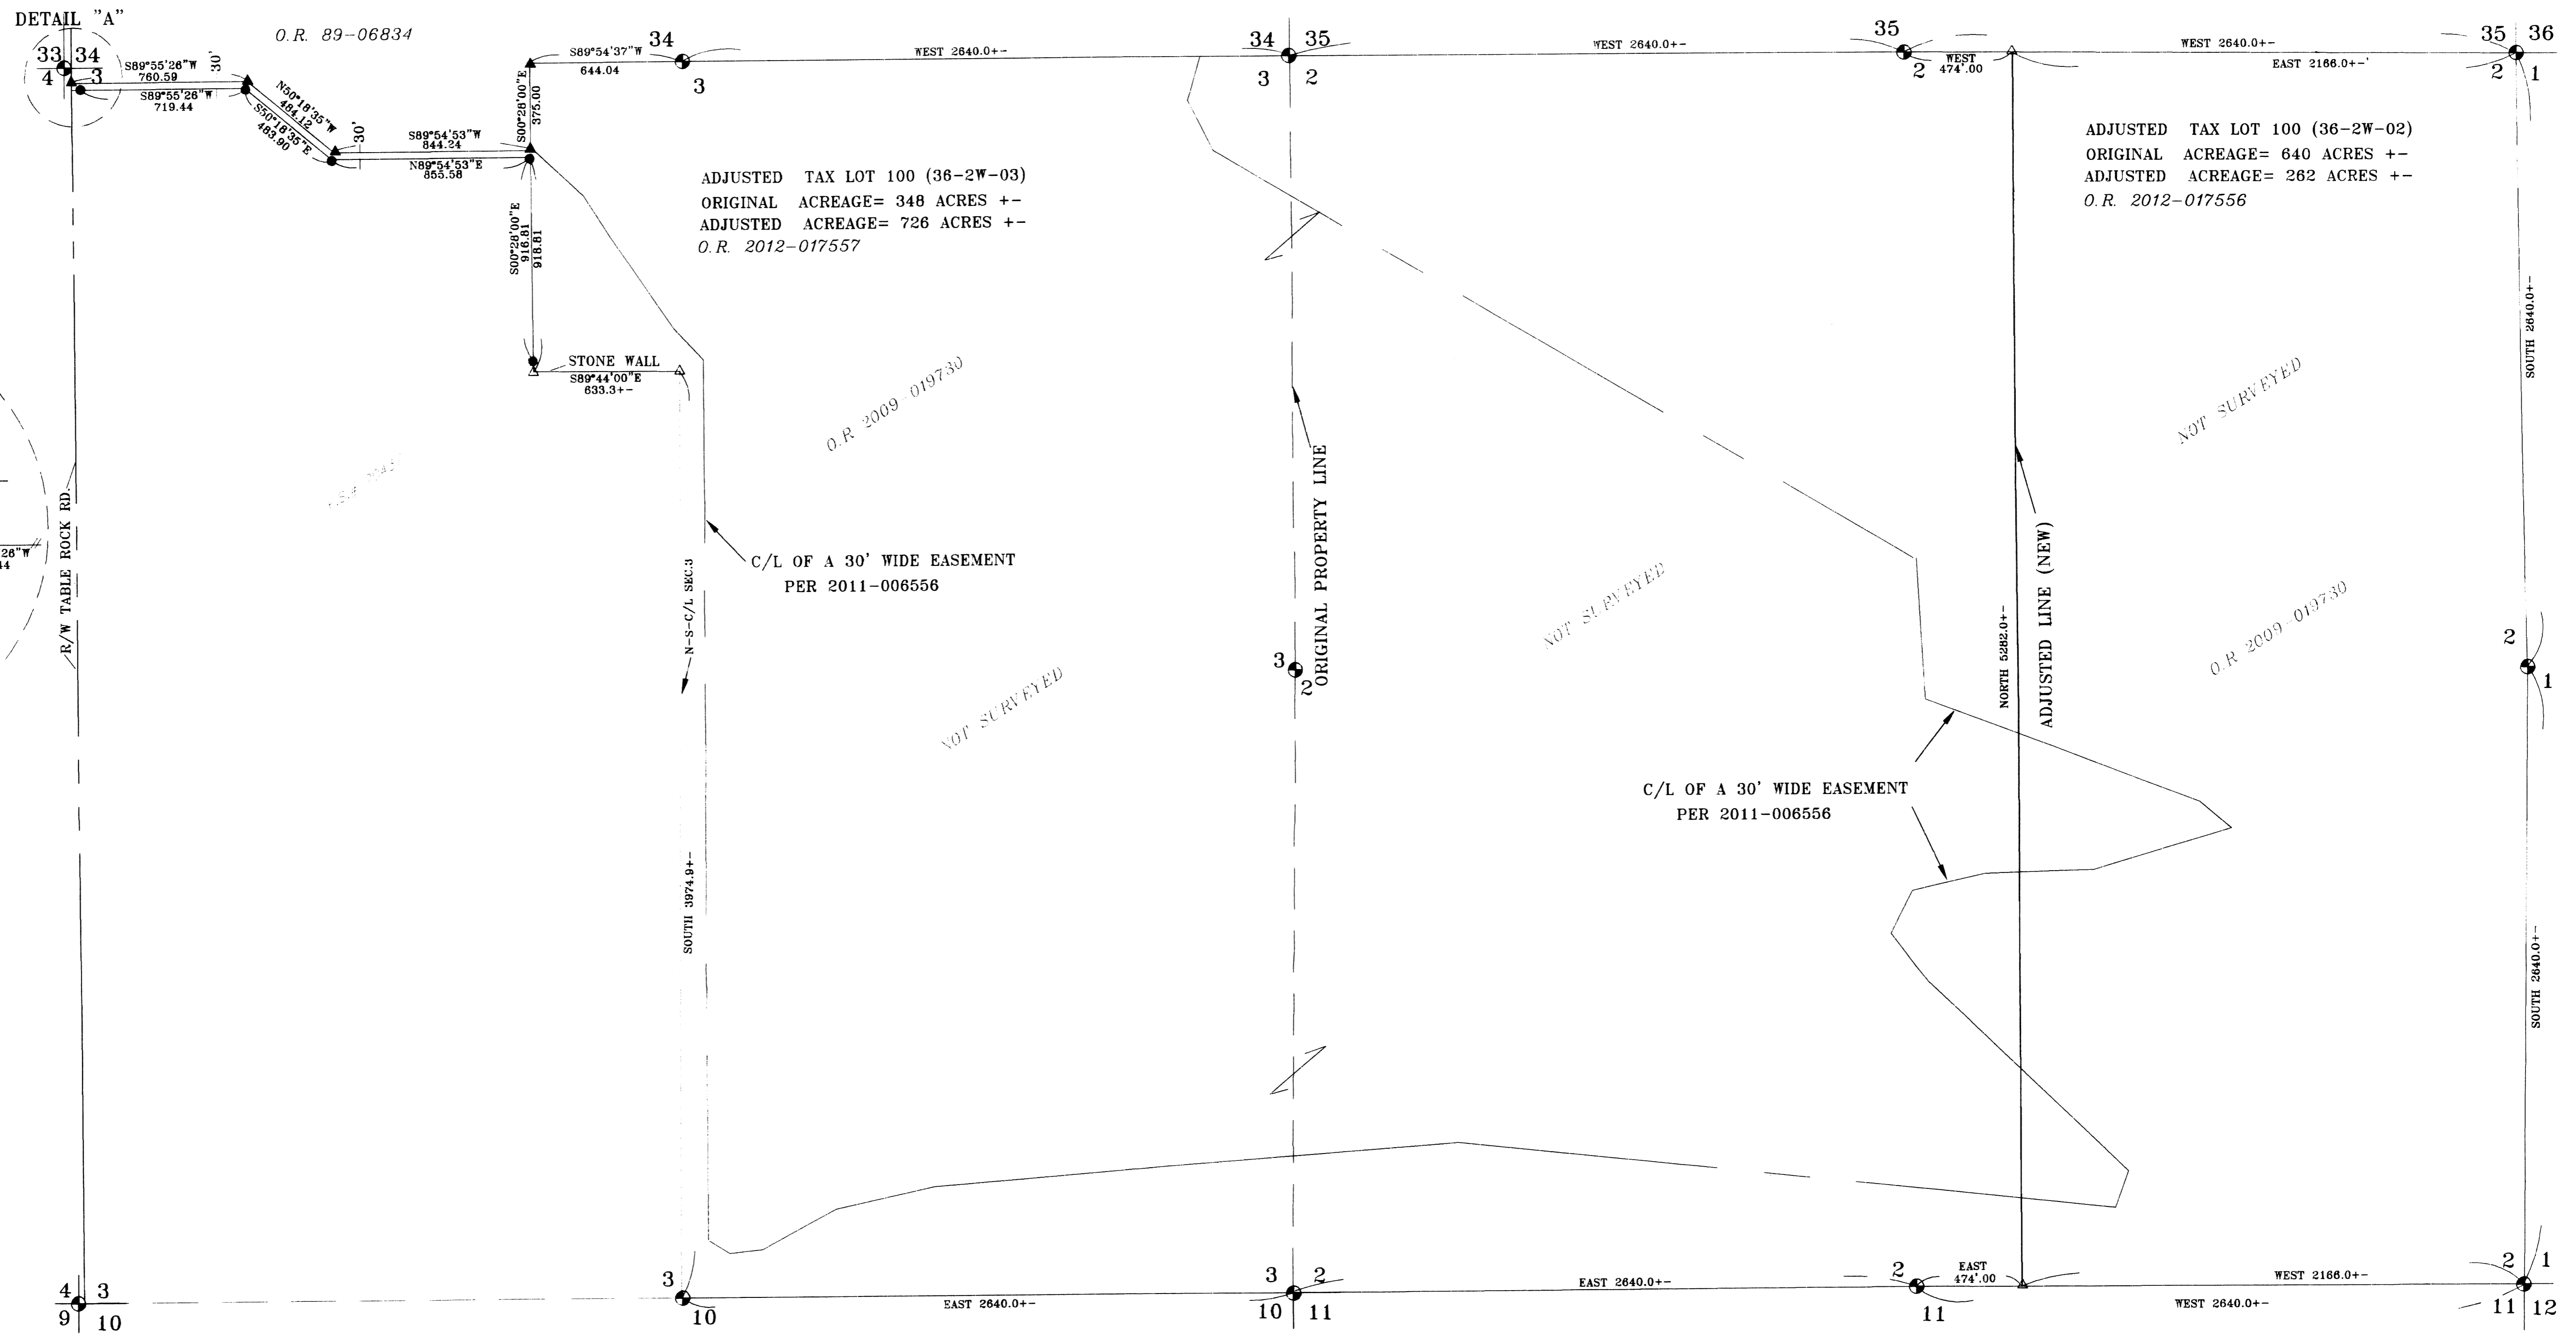 DETAIL "A"
O.R. 89-06834
33 34
4 3
S89°55'26"W
760.59
30'
S89°55'26"W
719.44
N50°18'35"W
484.12
S50°18'35"E
483.90
30'
S89°54'53"W
844.24
N89°54'53"E
855.58
S00°28'00"E
375.00
S89°54'37"W
644.04
34
3
WEST 2640.0+-
34 35
3 2
WEST 2640.0+-
35
2
WEST
474'.00
WEST 2640.0+-
EAST 2166.0+-'
35 36
2 1
ADJUSTED TAX LOT 100 (36-2W-03)
ORIGINAL ACREAGE= 348 ACRES +-
ADJUSTED ACREAGE= 726 ACRES +-
O.R. 2012-017557
ADJUSTED TAX LOT 100 (36-2W-02)
ORIGINAL ACREAGE= 640 ACRES +-
ADJUSTED ACREAGE= 262 ACRES +-
O.R. 2012-017556
S00°28'00"E
916.81
918.81
STONE WALL
S89°44'00"E
633.3+-
O.R 2009-019730
SOUTH 2640.0+-
NOT SURVEYED
R/W TABLE ROCK RD.
26"W
44
N-S-C/L SEC.3
C/L OF A 30' WIDE EASEMENT
PER 2011-006556
ORIGINAL PROPERTY LINE
3
2
NOT SURVEYED
NOT SURVEYED
NORTH 5282.0+-
ADJUSTED LINE (NEW)
O.R 2009-019730
2
1
C/L OF A 30' WIDE EASEMENT
PER 2011-006556
SOUTH 3974.9+-
SOUTH 2640.0+-
4 3
9 10
3
10
EAST 2640.0+-
3 2
10 11
EAST 2640.0+-
2
11
EAST
474'.00
WEST 2166.0+-
WEST 2640.0+-
2 1
11 12